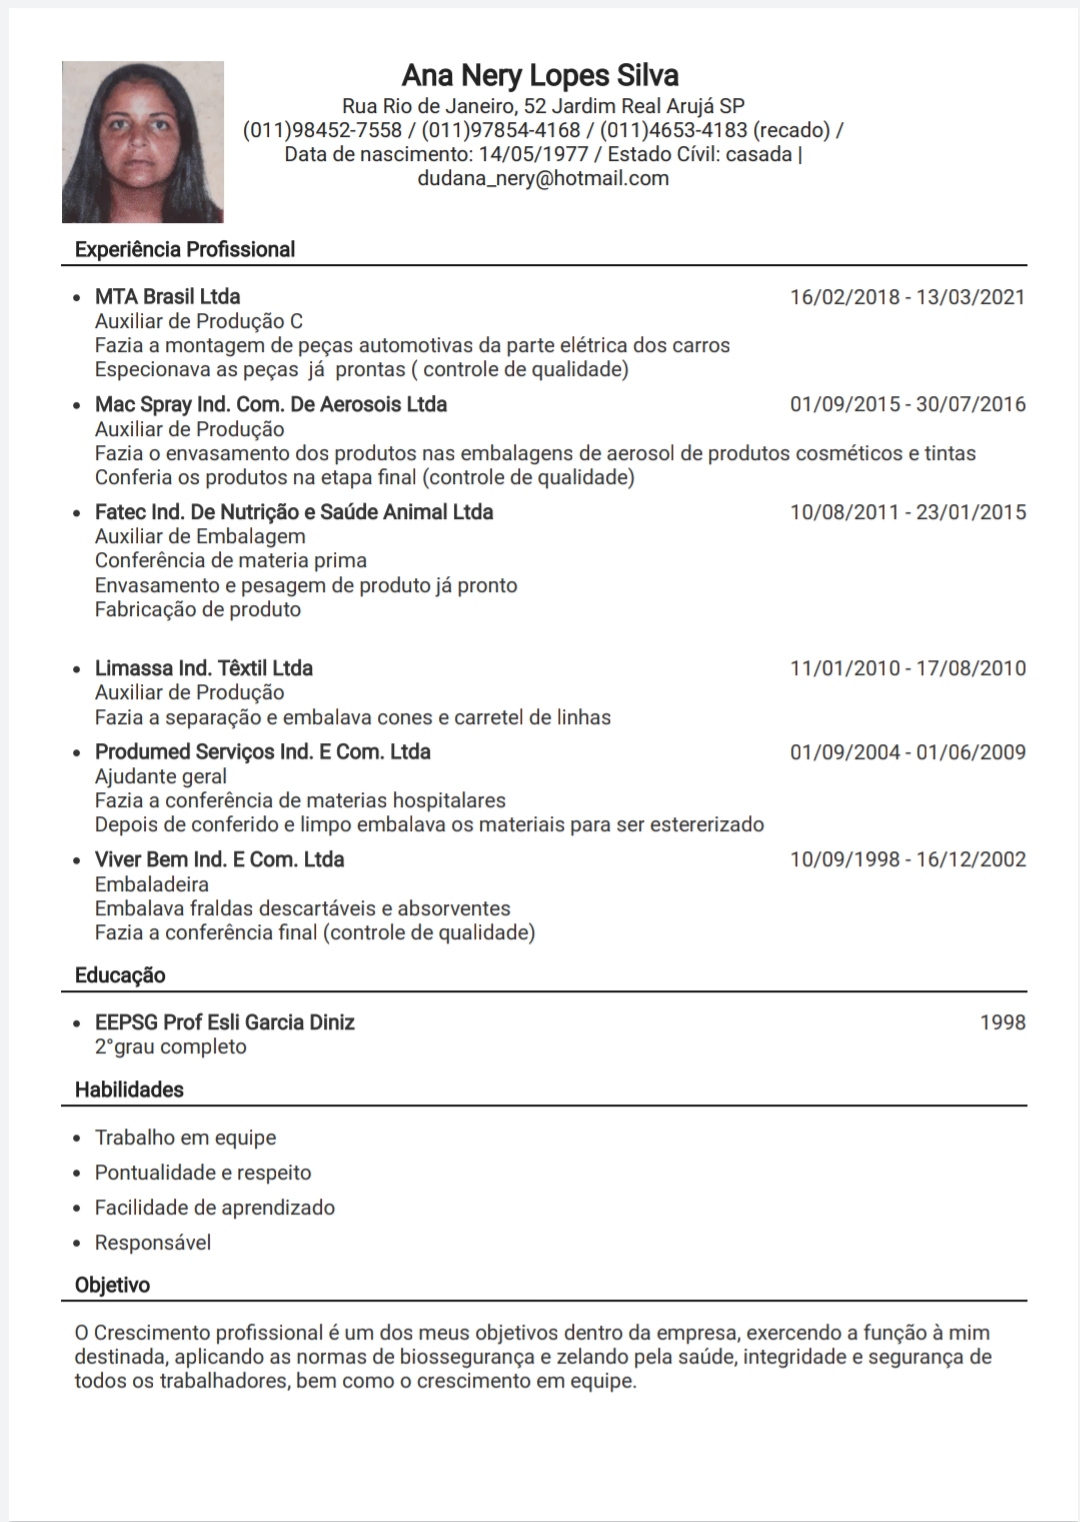 Ana Nery Lopes Silva
Rua Rio de Janeiro, 52 Jardim Real Arujá SP
(011)98452-7558 / (011)97854-4168 / (011)4653-4183 (recado) /
Data de nascimento: 14/05/1977 / Estado Cívil: casada |
dudana_nery@hotmail.com
Experiência Profissional
• MTA Brasil Ltda 16/02/2018 - 13/03/2021
Auxiliar de Produção C
Fazia a montagem de peças automotivas da parte elétrica dos carros
Especionava as peças  já  prontas ( controle de qualidade)
• Mac Spray Ind. Com. De Aerosois Ltda 01/09/2015 - 30/07/2016
Auxiliar de Produção
Fazia o envasamento dos produtos nas embalagens de aerosol de produtos cosméticos e tintas
Conferia os produtos na etapa final (controle de qualidade)
• Fatec Ind. De Nutrição e Saúde Animal Ltda 10/08/2011 - 23/01/2015
Auxiliar de Embalagem
Conferência de materia prima
Envasamento e pesagem de produto já pronto
Fabricação de produto
• Limassa Ind. Têxtil Ltda 11/01/2010 - 17/08/2010
Auxiliar de Produção
Fazia a separação e embalava cones e carretel de linhas
• Produmed Serviços Ind. E Com. Ltda 01/09/2004 - 01/06/2009
Ajudante geral
Fazia a conferência de materias hospitalares
Depois de conferido e limpo embalava os materiais para ser estererizado
• Viver Bem Ind. E Com. Ltda 10/09/1998 - 16/12/2002
Embaladeira
Embalava fraldas descartáveis e absorventes
Fazia a conferência final (controle de qualidade)
Educação
• EEPSG Prof Esli Garcia Diniz 1998
2°grau completo
Habilidades
• Trabalho em equipe
• Pontualidade e respeito
• Facilidade de aprendizado
• Responsável
Objetivo
O Crescimento profissional é um dos meus objetivos dentro da empresa, exercendo a função à mim
destinada, aplicando as normas de biossegurança e zelando pela saúde, integridade e segurança de
todos os trabalhadores, bem como o crescimento em equipe.